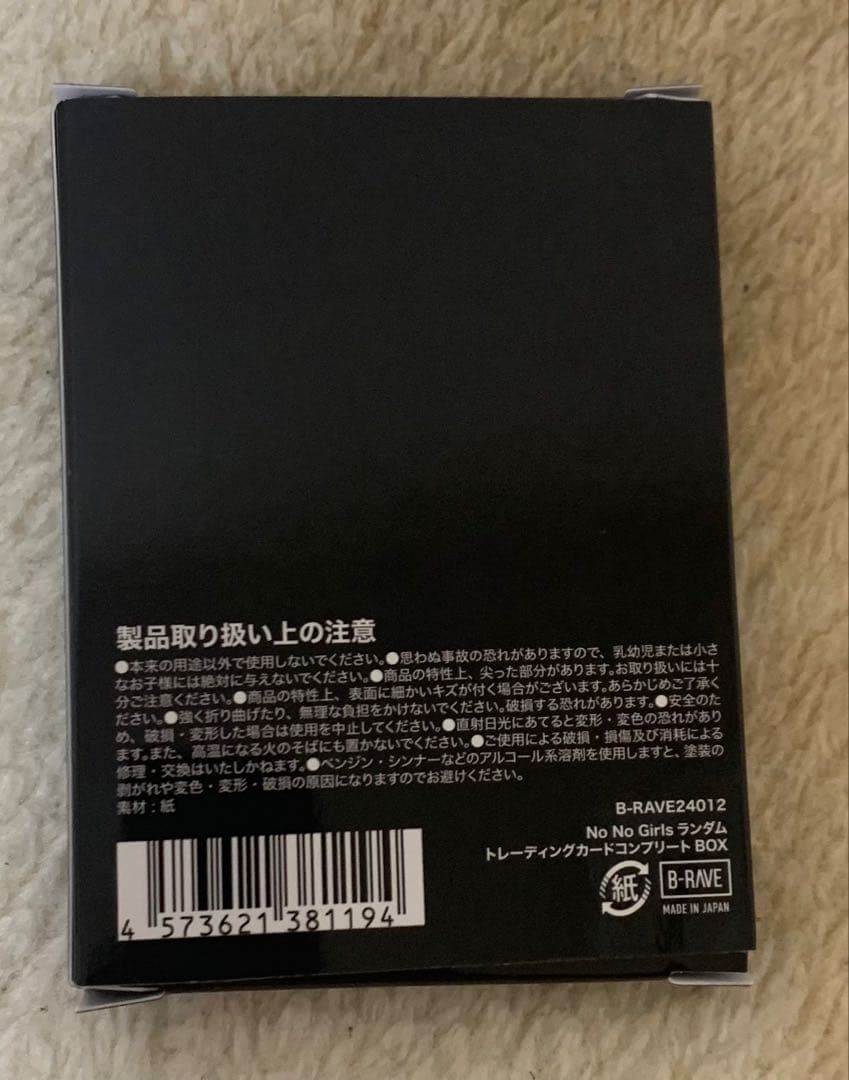 製品取り扱い上の注意
●本来の用途以外で使用しないでください。●思わぬ事故の恐れがありますので、乳幼児または小さ
なお子様には絶対に与えないでください。●商品の特性上、尖った部分があります。お取り扱いには十
分ご注意ください。●商品の特性上、表面に細かいキズが付く場合がございます。あらかじめご了承く
ださい。●強く折り曲げたり、無理な負担をかけないでください。破損する恐れがあります。●安全のた
め、破損・変形した場合は使用を中止してください。●直射日光にあてると変形・変色の恐れがあり
ます。また、高温になる火のそばにも置かないでください。●ご使用による破損・損傷及び消耗による
修理・交換はいたしかねます。●ベンジン・シンナーなどのアルコール系溶剤を使用しますと、塗装の
剥がれや変色・変形・破損の原因になりますのでお避けください。
素材：紙
B-RAVE24012
No No Girls ランダム
トレーディングカードコンプリート BOX
紙
B-RAVE
MADE IN JAPAN
4 573621 381194